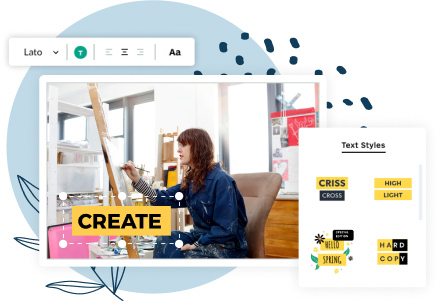 Lato
T
Aa
CREATE
Text Styles
CRISS
CROSS
HIGH
LIGHT
SPECIAL
EDITION
HELLO
SPRING
HARD
COPY